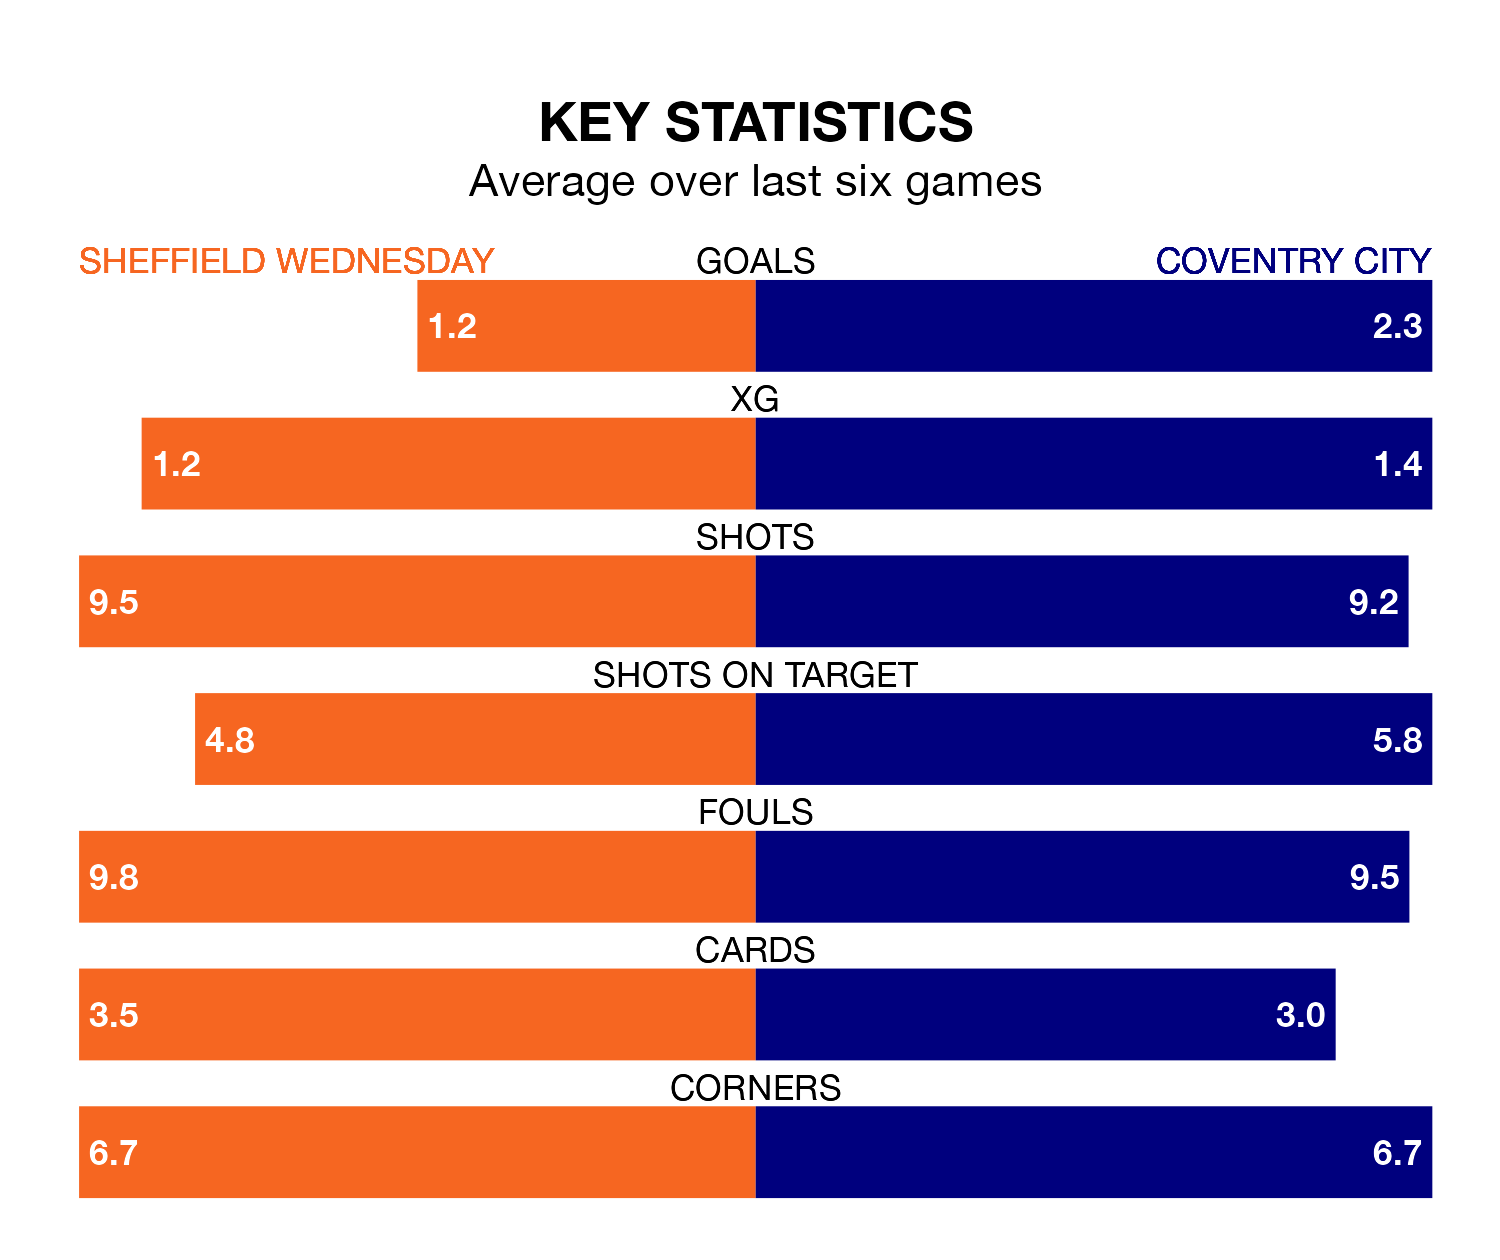 KEY STATISTICS
Average over last six games
SHEFFIELD WEDNESDAY GOALS COVENTRY CITY
1.2 2.3
XG
1.2 1.4
SHOTS
9.5 9.2
SHOTS ON TARGET
4.8 5.8
FOULS
9.8 9.5
CARDS
3.5 3.0
CORNERS
6.7 6.7